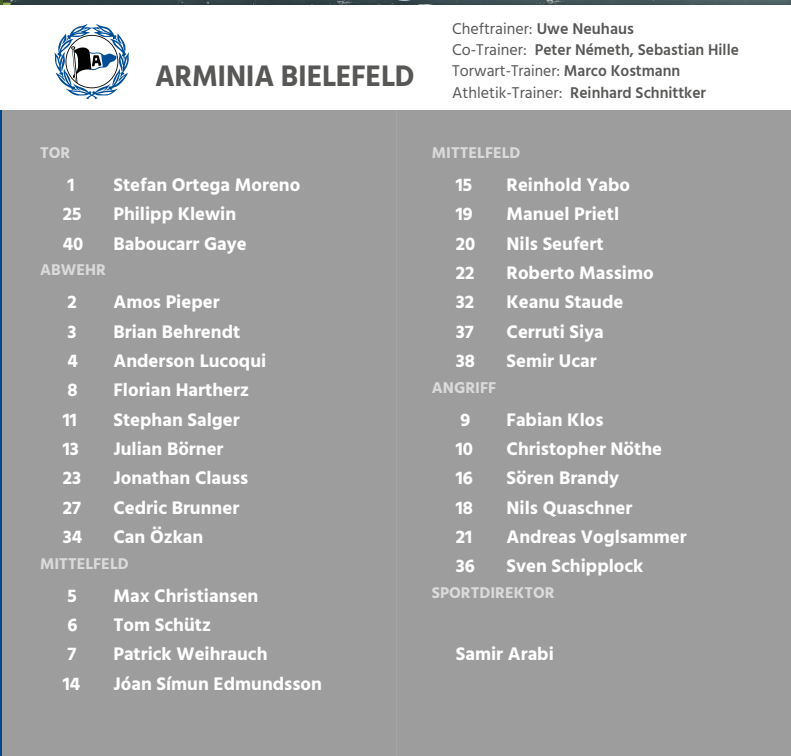 A
ARMINIA BIELEFELD
Cheftrainer: Uwe Neuhaus
Co-Trainer: Peter Németh, Sebastian Hille
Torwart-Trainer: Marco Kostmann
Athletik-Trainer: Reinhard Schnittker
TOR
1 Stefan Ortega Moreno
25 Philipp Klewin
40 Baboucarr Gaye
ABWEHR
2 Amos Pieper
3 Brian Behrendt
4 Anderson Lucoqui
8 Florian Hartherz
11 Stephan Salger
13 Julian Börner
23 Jonathan Clauss
27 Cedric Brunner
34 Can Özkan
MITTELFELD
5 Max Christiansen
6 Tom Schütz
7 Patrick Weihrauch
14 Jóan Símun Edmundsson
MITTELFELD
15 Reinhold Yabo
19 Manuel Prietl
20 Nils Seufert
22 Roberto Massimo
32 Keanu Staude
37 Cerruti Siya
38 Semir Ucar
ANGRIFF
9 Fabian Klos
10 Christopher Nöthe
16 Sören Brandy
18 Nils Quaschner
21 Andreas Voglsammer
36 Sven Schipplock
SPORTDIREKTOR
Samir Arabi